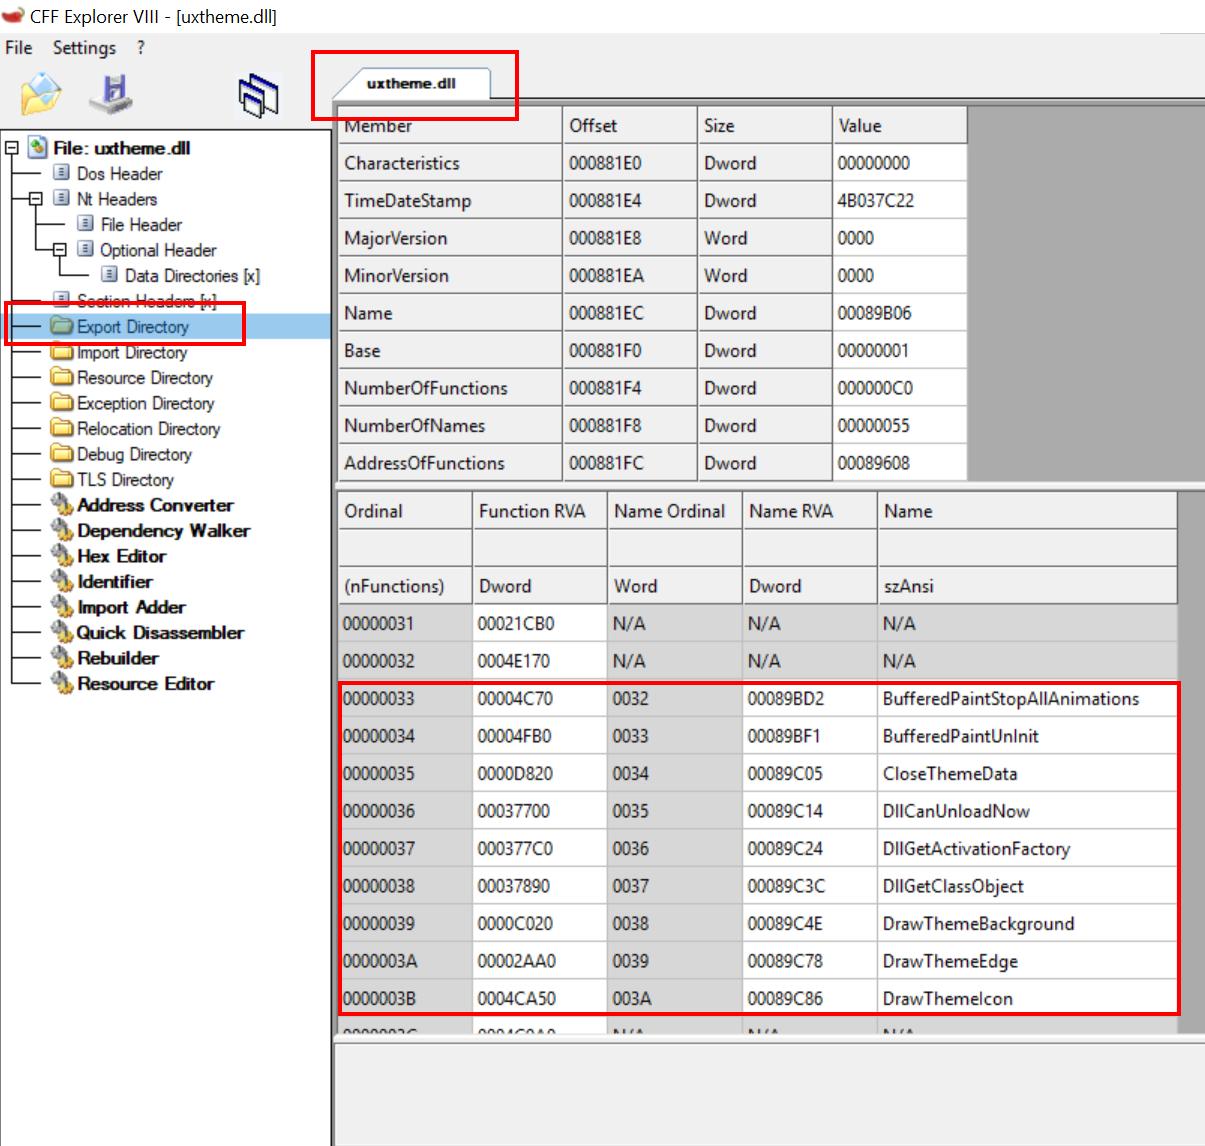 CFF Explorer VIII - [uxtheme.dll]
File Settings ?
uxtheme.dll
File: uxtheme.dll
Dos Header
Nt Headers
File Header
Optional Header
Data Directories [x]
Section Headers [x]
Export Directory
Import Directory
Resource Directory
Exception Directory
Relocation Directory
Debug Directory
TLS Directory
Address Converter
Dependency Walker
Hex Editor
Identifier
Import Adder
Quick Disassembler
Rebuilder
Resource Editor
Member Offset Size Value
Characteristics 000881E0 Dword 00000000
TimeDateStamp 000881E4 Dword 4B037C22
MajorVersion 000881E8 Word 0000
MinorVersion 000881EA Word 0000
Name 000881EC Dword 00089B06
Base 000881F0 Dword 00000001
NumberOfFunctions 000881F4 Dword 000000C0
NumberOfNames 000881F8 Dword 00000055
AddressOfFunctions 000881FC Dword 00089608
Ordinal Function RVA Name Ordinal Name RVA Name
(nFunctions) Dword Word Dword szAnsi
00000031 00021CB0 N/A N/A N/A
00000032 0004E170 N/A N/A N/A
00000033 00004C70 0032 00089BD2 BufferedPaintStopAllAnimations
00000034 00004FB0 0033 00089BF1 BufferedPaintUnInit
00000035 0000D820 0034 00089C05 CloseThemeData
00000036 00037700 0035 00089C14 DllCanUnloadNow
00000037 000377C0 0036 00089C24 DllGetActivationFactory
00000038 00037890 0037 00089C3C DllGetClassObject
00000039 0000C020 0038 00089C4E DrawThemeBackground
0000003A 00002AA0 0039 00089C78 DrawThemeEdge
0000003B 0004CA50 003A 00089C86 DrawThemeIcon
0000003C N/A N/A N/A